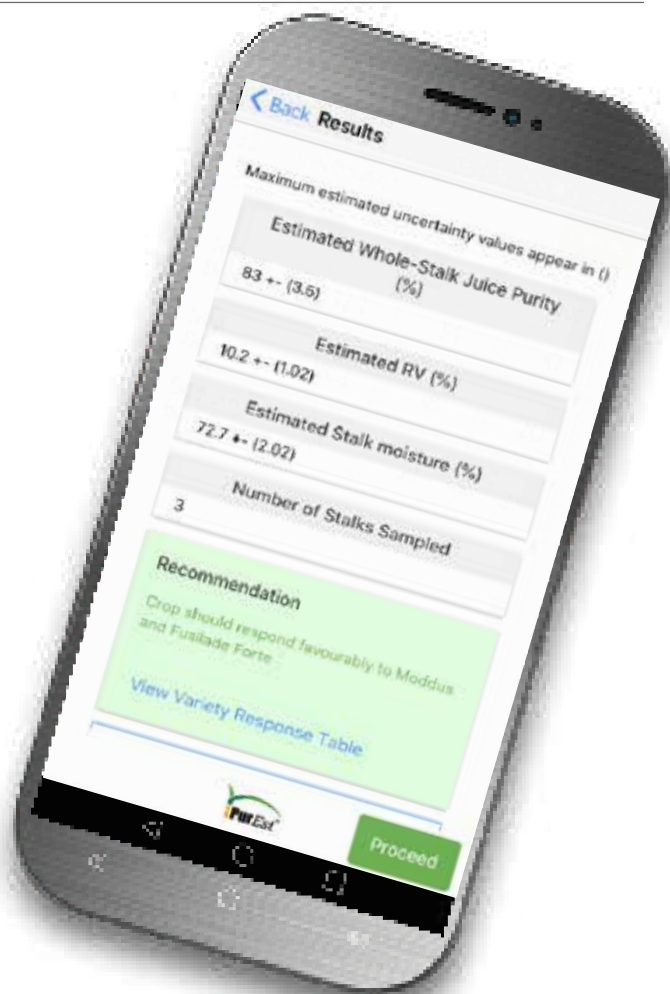 Back Results
Maximum estimated uncertainty values appear in ()
Estimated Whole-Stalk Juice Purity
(%)
83 +- (3.6)
Estimated RV (%)
10.2 +- (1.02)
Estimated Stalk moisture (%)
72.7 +- (2.02)
Number of Stalks Sampled
3
Recommendation
Crop should respond favourably to Moddus
and Fusilade Forte
View Variety Response Table
PurEst
Proceed